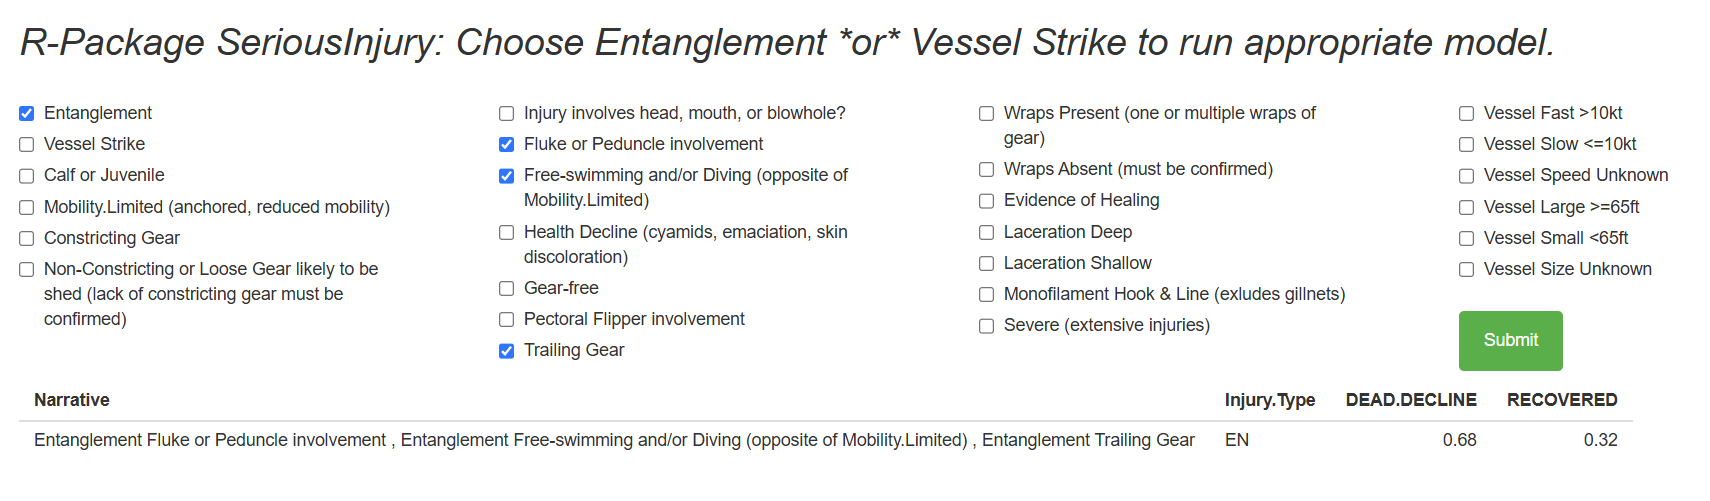 R-Package SeriousInjury: Choose Entanglement *or* Vessel Strike to run appropriate model.
Entanglement
Vessel Strike
Calf or Juvenile
Mobility.Limited (anchored, reduced mobility)
Constricting Gear
Non-Constricting or Loose Gear likely to be
shed (lack of constricting gear must be
confirmed)
Injury involves head, mouth, or blowhole?
Fluke or Peduncle involvement
Free-swimming and/or Diving (opposite of
Mobility.Limited)
Health Decline (cyamids, emaciation, skin
discoloration)
Gear-free
Pectoral Flipper involvement
Trailing Gear
Wraps Present (one or multiple wraps of
gear)
Wraps Absent (must be confirmed)
Evidence of Healing
Laceration Deep
Laceration Shallow
Monofilament Hook & Line (exludes gillnets)
Severe (extensive injuries)
Vessel Fast >10kt
Vessel Slow <=10kt
Vessel Speed Unknown
Vessel Large >=65ft
Vessel Small <65ft
Vessel Size Unknown
Submit
Narrative Injury.Type DEAD.DECLINE RECOVERED
Entanglement Fluke or Peduncle involvement , Entanglement Free-swimming and/or Diving (opposite of Mobility.Limited) , Entanglement Trailing Gear EN 0.68 0.32